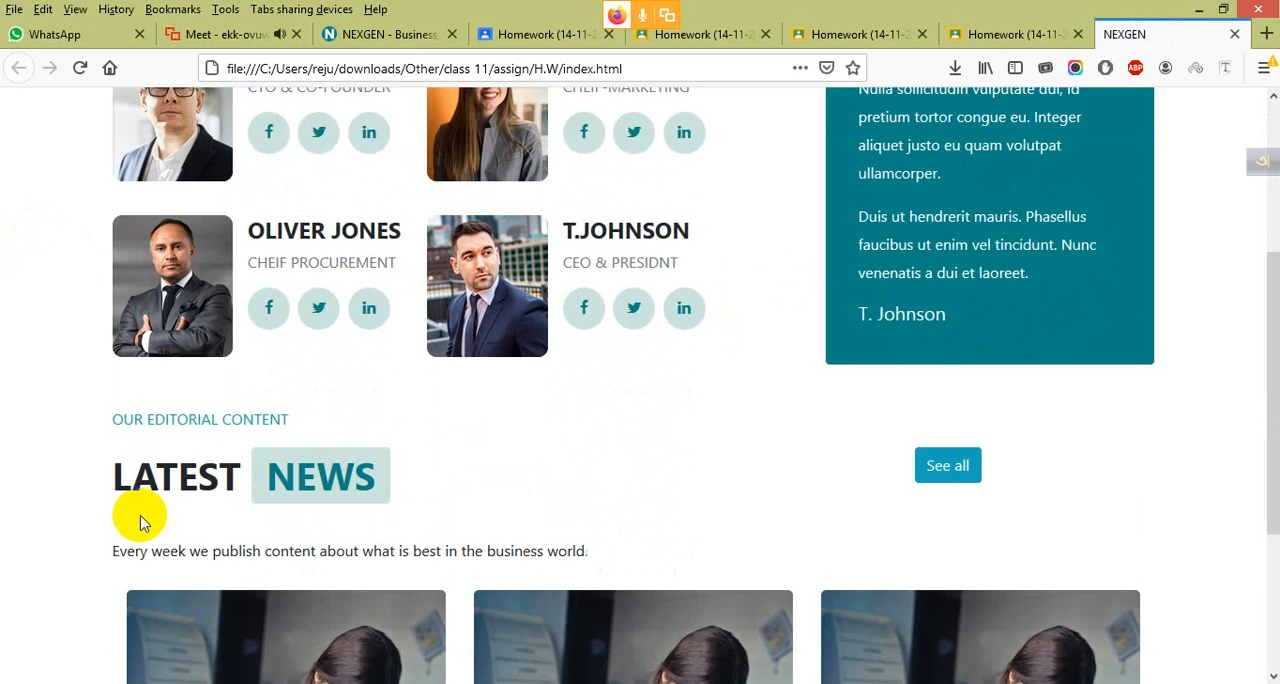 File Edit View History Bookmarks Tools Tabs sharing devices Help
WhatsApp
Meet - ekk-ovuw
NEXGEN - Business,
Homework (14-11-2
Homework (14-11-2
Homework (14-11-2
Homework (14-11-2
NEXGEN
file:///C:/Users/reju/downloads/Other/class 11/assign/H.W/index.html
ABP
CTO & CO-FOUNDER
CHEIF-MARKETING
OLIVER JONES
CHEIF PROCUREMENT
T.JOHNSON
CEO & PRESIDNT
Nulla sollicitudin vulputate dui, id
pretium tortor congue eu. Integer
aliquet justo eu quam volutpat
ullamcorper.
Duis ut hendrerit mauris. Phasellus
faucibus ut enim vel tincidunt. Nunc
venenatis a dui et laoreet.
T. Johnson
OUR EDITORIAL CONTENT
LATEST NEWS
See all
Every week we publish content about what is best in the business world.